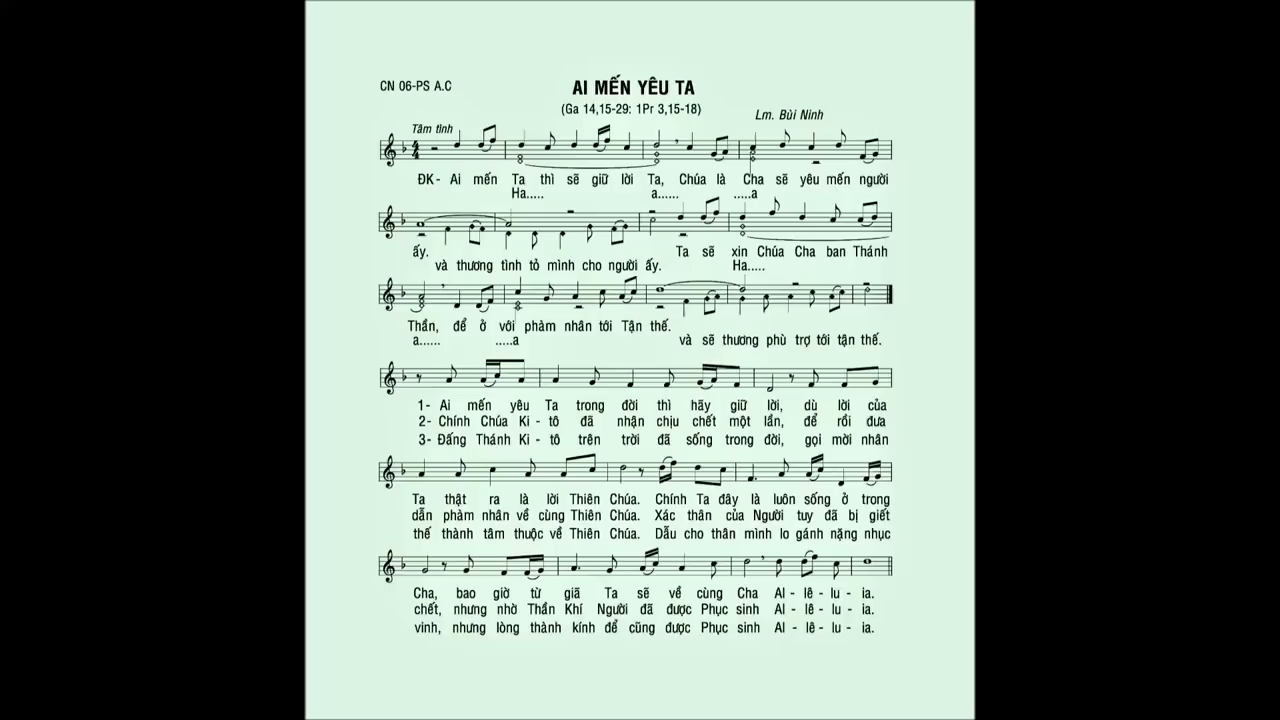 CN 06-PS A.C
AI MẾN YÊU TA
(Ga 14,15-29: 1Pr 3,15-18)
Lm. Bùi Ninh
Tâm tình
ĐK- Ai mến Ta thì sẽ giữ lời Ta, Chúa là Cha sẽ yêu mến người
Ha..... a...... .....a
ấy. Ta sẽ xin Chúa Cha ban Thánh
và thương tình tỏ mình cho người ấy. Ha.....
Thần, để ở với phàm nhân tới Tận thế.
a...... .....a và sẽ thương phù trợ tới tận thế.
1- Ai mến yêu Ta trong đời thì hãy giữ lời, dù lời của
2- Chính Chúa Ki - tô đã nhận chịu chết một lần, để rồi đưa
3- Đấng Thánh Ki - tô trên trời đã sống trong đời, gọi mời nhân
Ta thật ra là lời Thiên Chúa. Chính Ta đây là luôn sống ở trong
dẫn phàm nhân về cùng Thiên Chúa. Xác thân của Người tuy đã bị giết
thế thành tâm thuộc về Thiên Chúa. Dẫu cho thân mình lo gánh nặng nhục
Cha, bao giờ từ giã Ta sẽ về cùng Cha Al - lê - lu - ia.
chết, nhưng nhờ Thần Khí Người đã được Phục sinh Al - lê - lu - ia.
vinh, nhưng lòng thành kính để cũng được Phục sinh Al - lê - lu - ia.